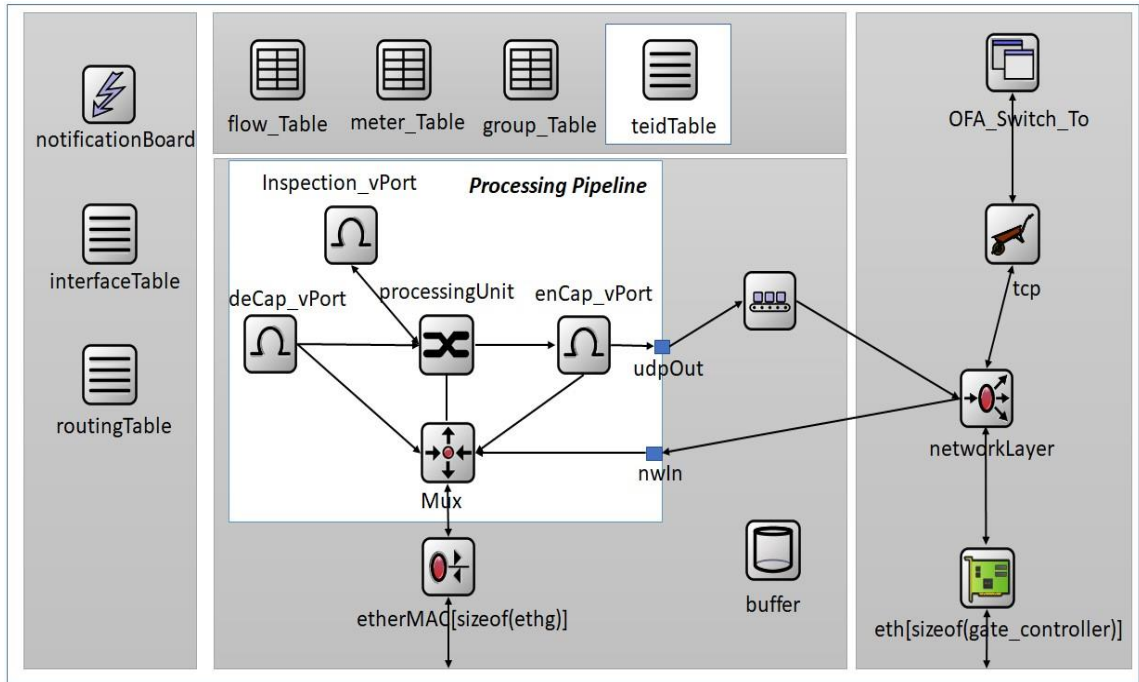 notificationBoard
interfaceTable
routingTable
flow_Table
meter_Table
group_Table
teidTable
Inspection_vPort
Processing Pipeline
deCap_vPort
processingUnit
enCap_vPort
udpOut
nwIn
Mux
etherMAC[sizeof(ethg)]
buffer
OFA_Switch_To
tcp
networkLayer
eth[sizeof(gate_controller)]